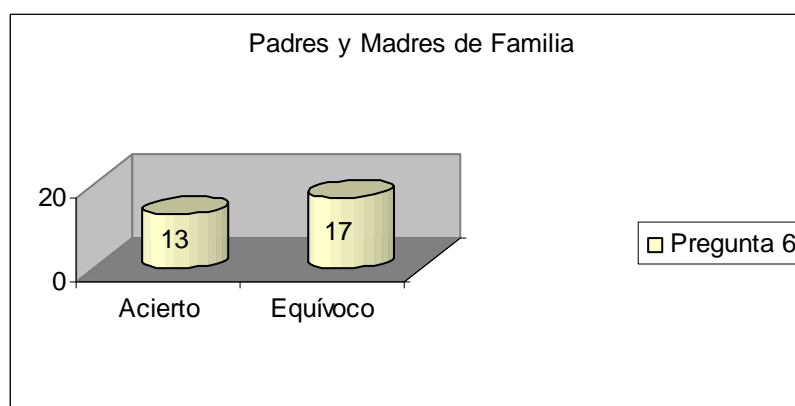 Padres y Madres de Familia
20
0
13
17
Acierto
Equívoco
Pregunta 6